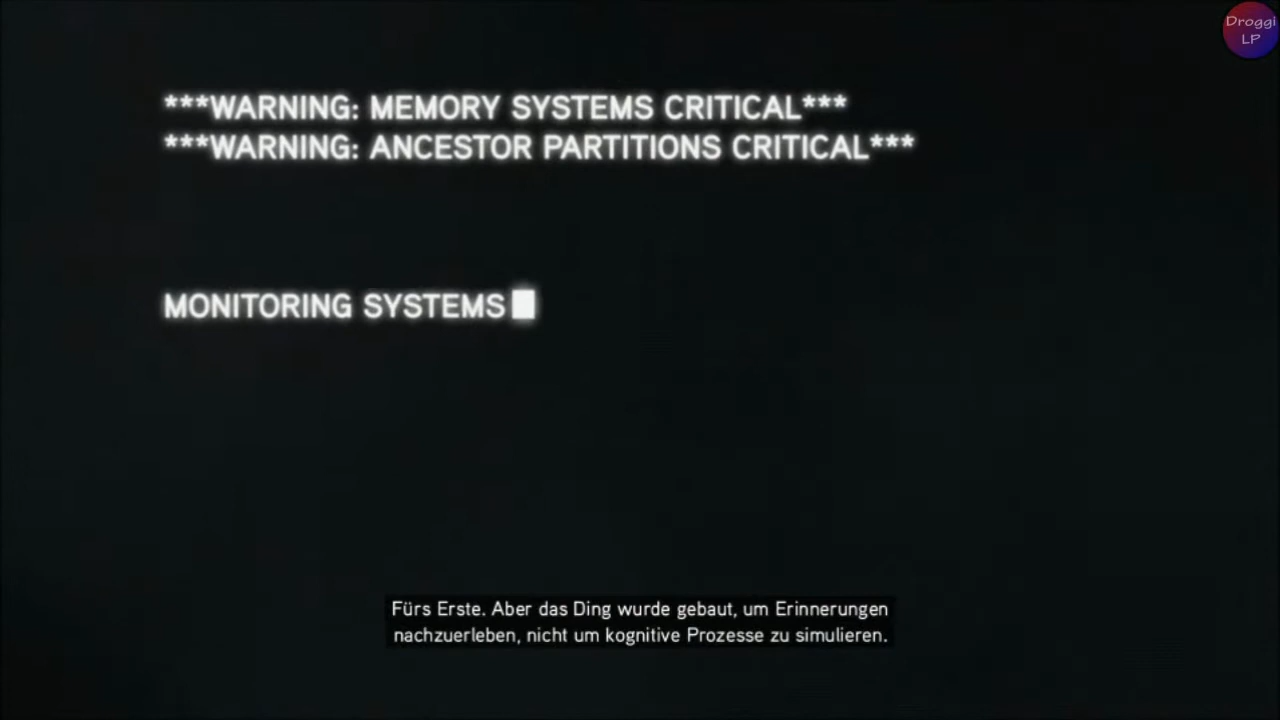 Droggi
LP
***WARNING: MEMORY SYSTEMS CRITICAL***
***WARNING: ANCESTOR PARTITIONS CRITICAL***
MONITORING SYSTEMS
Fürs Erste. Aber das Ding wurde gebaut, um Erinnerungen
nachzuerleben, nicht um kognitive Prozesse zu simulieren.